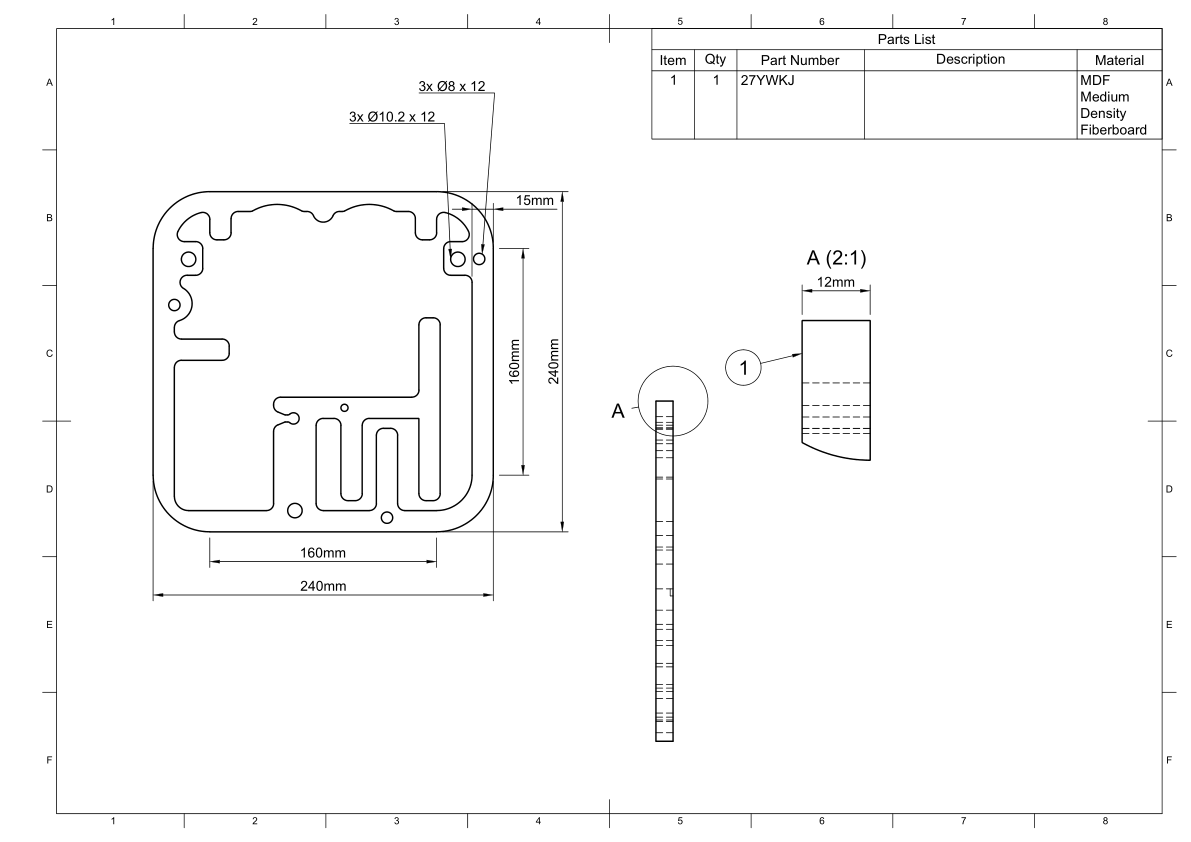 1 2 3 4 5 6 7 8
Parts List
Item Qty Part Number Description Material
1 1 27YWKJ MDF
Medium
Density
Fiberboard
A A
3x Ø8 x 12
3x Ø10.2 x 12
15mm
B B
A (2:1)
12mm
160mm
240mm
C C
1
A
D D
160mm
240mm
E E
F F
1 2 3 4 5 6 7 8